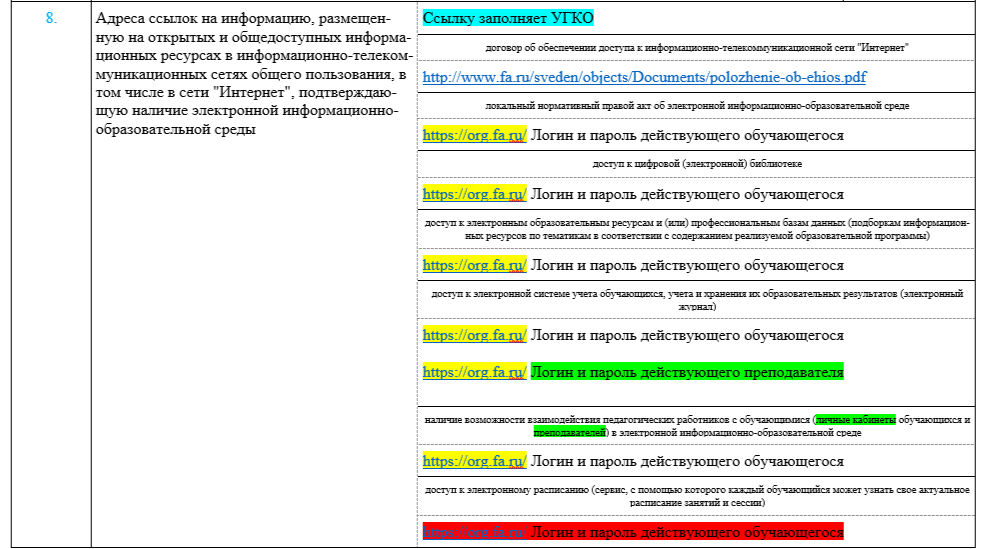 8.
Адреса ссылок на информацию, размещен-
ную на открытых и общедоступных информа-
ционных ресурсах в информационно-телеком-
муникационных сетях общего пользования, в
том числе в сети "Интернет", подтверждаю-
щую наличие электронной информационно-
образовательной среды
Ссылку заполняет УГКО
договор об обеспечении доступа к информационно-телекоммуникационной сети "Интернет"
http://www.fa.ru/sveden/objects/Documents/polozhenie-ob-ehios.pdf
локальный нормативный правой акт об электронной информационно-образовательной среде
https://org.fa.ru/ Логин и пароль действующего обучающегося
доступ к цифровой (электронной) библиотеке
https://org.fa.ru/ Логин и пароль действующего обучающегося
доступ к электронным образовательным ресурсам и (или) профессиональным базам данных (подборкам информацион-
ных ресурсов по тематикам в соответствии с содержанием реализуемой образовательной программы)
https://org.fa.ru/ Логин и пароль действующего обучающегося
доступ к электронной системе учета обучающихся, учета и хранения их образовательных результатов (электронный
журнал)
https://org.fa.ru/ Логин и пароль действующего обучающегося
https://org.fa.ru/ Логин и пароль действующего преподавателя
наличие возможности взаимодействия педагогических работников с обучающимися (личные кабинеты обучающихся и
преподавателей) в электронной информационно-образовательной среде
https://org.fa.ru/ Логин и пароль действующего обучающегося
доступ к электронному расписанию (сервис, с помощью которого каждый обучающийся может узнать свое актуальное
расписание занятий и сессии)
https://org.fa.ru/ Логин и пароль действующего обучающегося